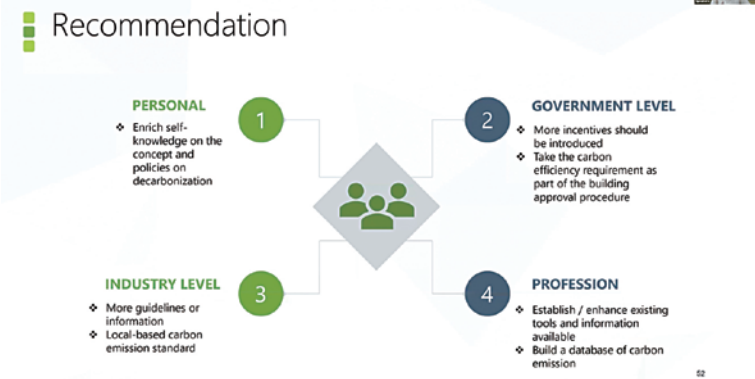 Recommendation
PERSONAL
❖ Enrich self-
knowledge on the
concept and
policies on
decarbonization
1
2
GOVERNMENT LEVEL
❖ More incentives should
be introduced
❖ Take the carbon
efficiency requirement as
part of the building
approval procedure
INDUSTRY LEVEL
❖ More guidelines or
information
❖ Local-based carbon
emission standard
3
4
PROFESSION
❖ Establish / enhance existing
tools and information
available
❖ Build a database of carbon
emission
52